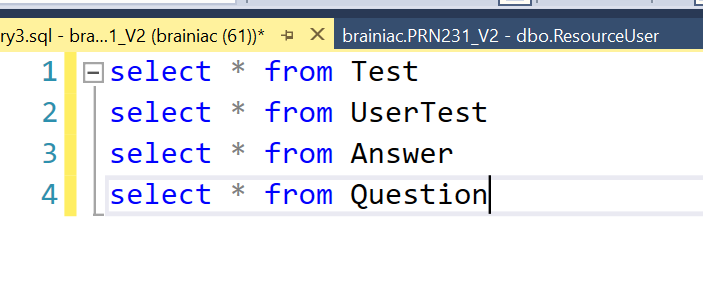 ry3.sql - bra...1_V2 (brainiac (61))* brainiac.PRN231_V2 - dbo.ResourceUser
1 select * from Test
2 select * from UserTest
3 select * from Answer
4 select * from Question